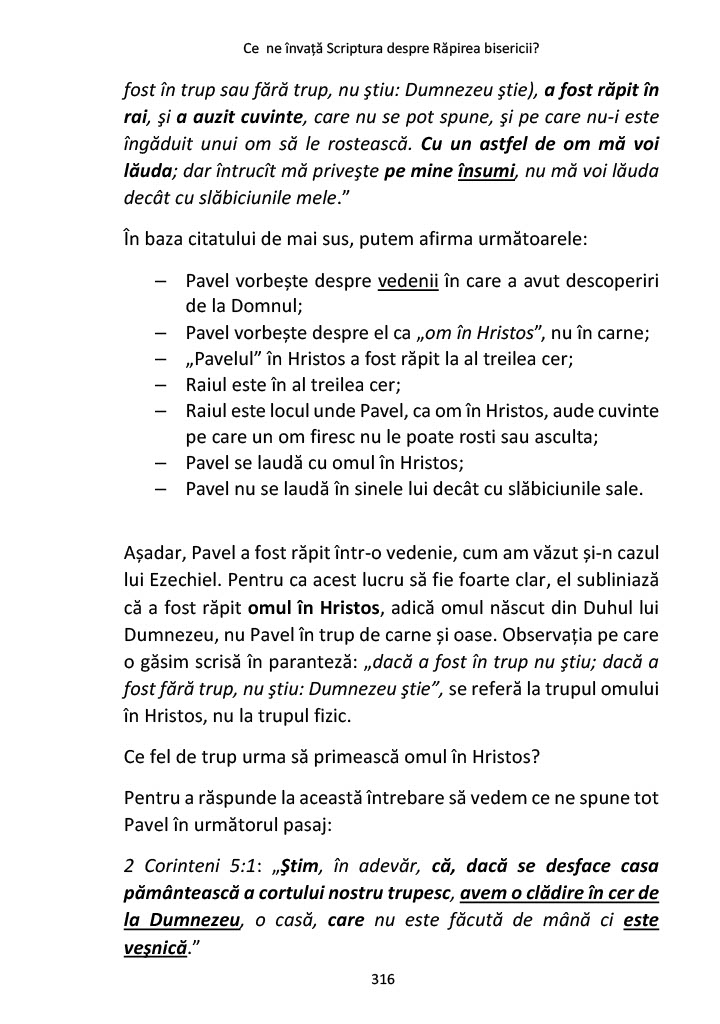 Ce  ne învață Scriptura despre Răpirea bisericii?
fost în trup sau fără trup, nu ştiu: Dumnezeu ştie), a fost răpit în
rai, şi a auzit cuvinte, care nu se pot spune, şi pe care nu-i este
îngăduit unui om să le rostească. Cu un astfel de om mă voi
lăuda; dar întrucît mă priveşte pe mine însumi, nu mă voi lăuda
decât cu slăbiciunile mele.”
În baza citatului de mai sus, putem afirma următoarele:
– Pavel vorbește despre vedenii în care a avut descoperiri
de la Domnul;
– Pavel vorbește despre el ca „om în Hristos”, nu în carne;
– „Pavelul” în Hristos a fost răpit la al treilea cer;
– Raiul este în al treilea cer;
– Raiul este locul unde Pavel, ca om în Hristos, aude cuvinte
pe care un om firesc nu le poate rosti sau asculta;
– Pavel se laudă cu omul în Hristos;
– Pavel nu se laudă în sinele lui decât cu slăbiciunile sale.
Așadar, Pavel a fost răpit într-o vedenie, cum am văzut și-n cazul
lui Ezechiel. Pentru ca acest lucru să fie foarte clar, el subliniază
că a fost răpit omul în Hristos, adică omul născut din Duhul lui
Dumnezeu, nu Pavel în trup de carne și oase. Observația pe care
o găsim scrisă în paranteză: „dacă a fost în trup nu ştiu; dacă a
fost fără trup, nu ştiu: Dumnezeu ştie”, se referă la trupul omului
în Hristos, nu la trupul fizic.
Ce fel de trup urma să primească omul în Hristos?
Pentru a răspunde la această întrebare să vedem ce ne spune tot
Pavel în următorul pasaj:
2 Corinteni 5:1: „Ştim, în adevăr, că, dacă se desface casa
pământească a cortului nostru trupesc, avem o clădire în cer de
la Dumnezeu, o casă, care nu este făcută de mână ci este
veşnică.”
316